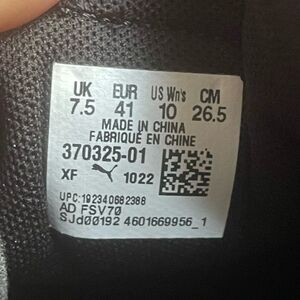 UK EUR US Wn's CM
7.5 41 10 26.5
MADE IN CHINA
FABRIQUÉ EN CHINE
370325-01
XF 1022
UPC:192340682388
AD FSV70
SJd00192 4601669956_1